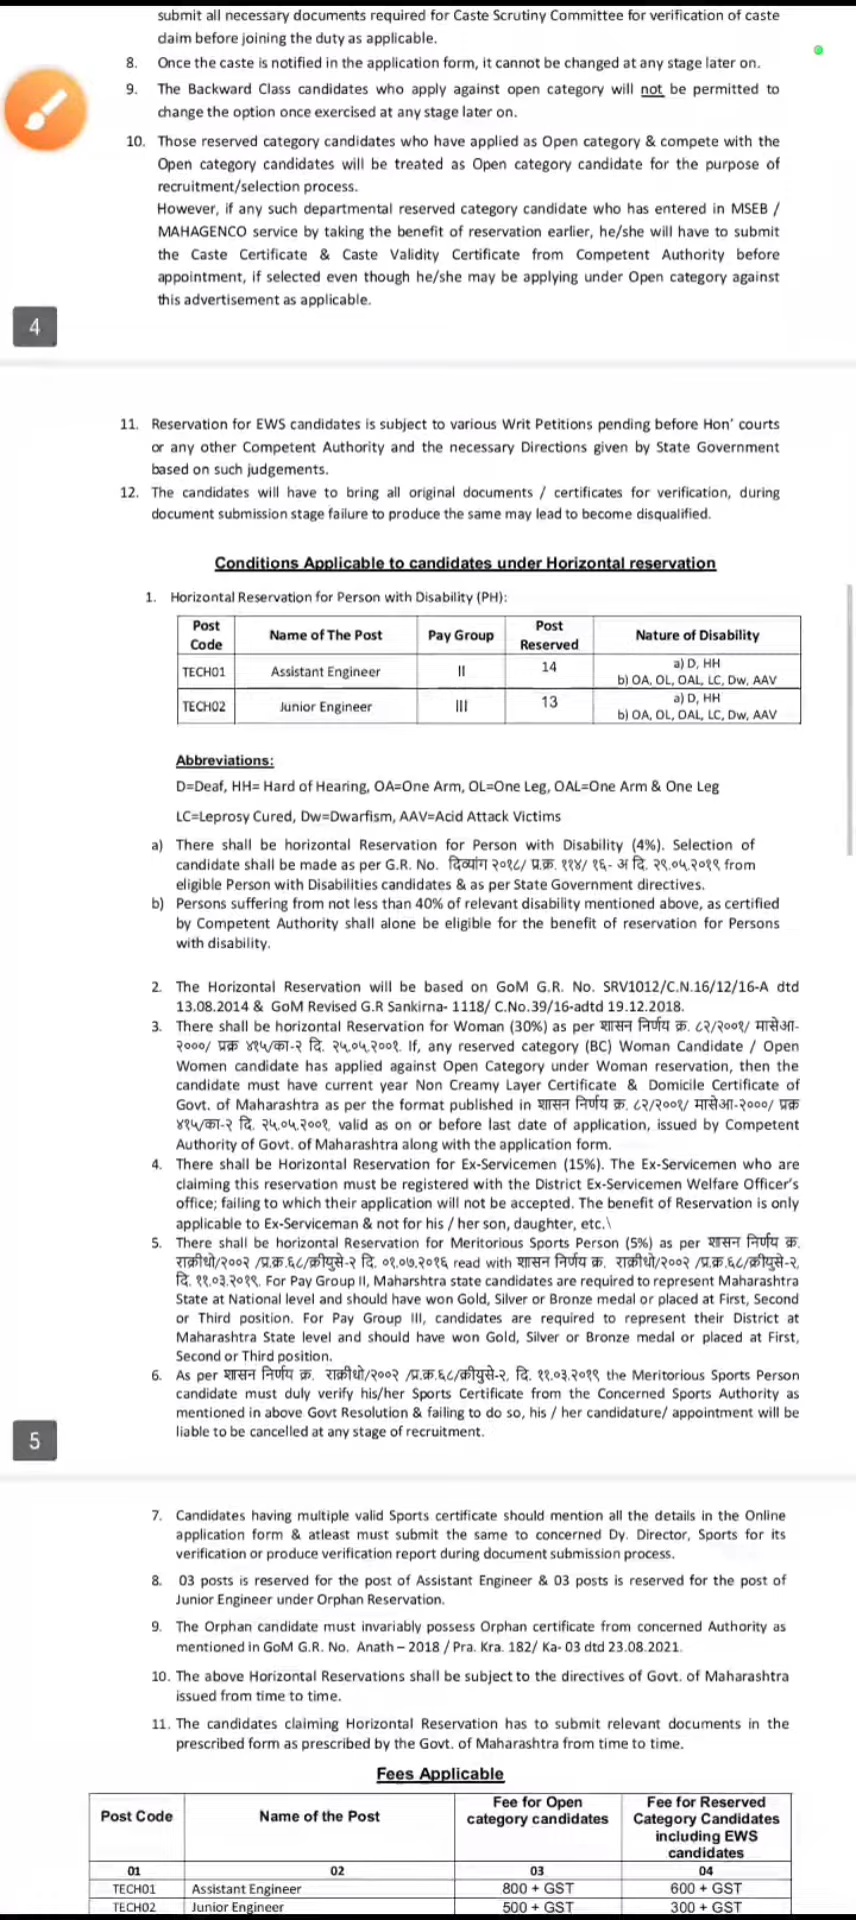 submit all necessary documents required for Caste Scrutiny Committee for verification of caste
claim before joining the duty as applicable.
8. Once the caste is notified in the application form, it cannot be changed at any stage later on.
9. The Backward Class candidates who apply against open category will not be permitted to
change the option once exercised at any stage later on.
10. Those reserved category candidates who have applied as Open category & compete with the
Open category candidates will be treated as Open category candidate for the purpose of
recruitment/selection process.
However, if any such departmental reserved category candidate who has entered in MSEB /
MAHAGENCO service by taking the benefit of reservation earlier, he/she will have to submit
the Caste Certificate & Caste Validity Certificate from Competent Authority before
appointment, if selected even though he/she may be applying under Open category against
this advertisement as applicable.
4
11. Reservation for EWS candidates is subject to various Writ Petitions pending before Hon' courts
or any other Competent Authority and the necessary Directions given by State Government
based on such judgements.
12. The candidates will have to bring all original documents / certificates for verification, during
document submission stage failure to produce the same may lead to become disqualified.
Conditions Applicable to candidates under Horizontal reservation
1. Horizontal Reservation for Person with Disability (PH):
Post Code Name of The Post Pay Group Post Reserved Nature of Disability
TECH01 Assistant Engineer II 14 a) D, HH
b) OA, OL, OAL, LC, Dw, AAV
TECH02 Junior Engineer III 13 a) D, HH
b) OA, OL, OAL, LC, Dw, AAV
Abbreviations:
D=Deaf, HH= Hard of Hearing, OA=One Arm, OL=One Leg, OAL=One Arm & One Leg
LC=Leprosy Cured, Dw=Dwarfism, AAV=Acid Attack Victims
a) There shall be horizontal Reservation for Person with Disability (4%). Selection of
candidate shall be made as per G.R. No. दिव्यांग २०१८/ प्र.क्र. ११४/ १६- अ दि. २९.०५.२०१९ from
eligible Person with Disabilities candidates & as per State Government directives.
b) Persons suffering from not less than 40% of relevant disability mentioned above, as certified
by Competent Authority shall alone be eligible for the benefit of reservation for Persons
with disability.
2. The Horizontal Reservation will be based on GoM G.R. No. SRV1012/C.N.16/12/16-A dtd
13.08.2014 & GoM Revised G.R Sankirna- 1118/ C.No.39/16-adtd 19.12.2018.
3. There shall be horizontal Reservation for Woman (30%) as per शासन निर्णय क्र. ८२/२००१/ मासेआ-
२०००/ प्रक्र ४१५/का-२ दि. २५.०५.२००१. If, any reserved category (BC) Woman Candidate / Open
Women candidate has applied against Open Category under Woman reservation, then the
candidate must have current year Non Creamy Layer Certificate & Domicile Certificate of
Govt. of Maharashtra as per the format published in शासन निर्णय क्र. ८२/२००१/ मासेआ-२०००/ प्रक्र
४१५/का-२ दि. २५.०५.२००१, valid as on or before last date of application, issued by Competent
Authority of Govt. of Maharashtra along with the application form.
4. There shall be Horizontal Reservation for Ex-Servicemen (15%). The Ex-Servicemen who are
claiming this reservation must be registered with the District Ex-Servicemen Welfare Officer's
office; failing to which their application will not be accepted. The benefit of Reservation is only
applicable to Ex-Serviceman & not for his / her son, daughter, etc.\
5. There shall be horizontal Reservation for Meritorious Sports Person (5%) as per शासन निर्णय क्र.
राक्रीधो/२००२ /प्र.क्र.६८/क्रीयुसे-२ दि. ०१.०७.२०१६ read with शासन निर्णय क्र. राक्रीधो/२००२ /प्र.क्र.६८/क्रीयुसे-२,
दि. ११.०३.२०१९. For Pay Group II, Maharshtra state candidates are required to represent Maharashtra
State at National level and should have won Gold, Silver or Bronze medal or placed at First, Second
or Third position. For Pay Group III, candidates are required to represent their District at
Maharashtra State level and should have won Gold, Silver or Bronze medal or placed at First,
Second or Third position.
6. As per शासन निर्णय क्र. राक्रीधो/२००२ /प्र.क्र.६८/क्रीयुसे-२, दि. ११.०३.२०१९ the Meritorious Sports Person
candidate must duly verify his/her Sports Certificate from the Concerned Sports Authority as
mentioned in above Govt Resolution & failing to do so, his / her candidature/ appointment will be
liable to be cancelled at any stage of recruitment.
5
7. Candidates having multiple valid Sports certificate should mention all the details in the Online
application form & atleast must submit the same to concerned Dy. Director, Sports for its
verification or produce verification report during document submission process.
8. 03 posts is reserved for the post of Assistant Engineer & 03 posts is reserved for the post of
Junior Engineer under Orphan Reservation.
9. The Orphan candidate must invariably possess Orphan certificate from concerned Authority as
mentioned in GoM G.R. No. Anath – 2018 / Pra. Kra. 182/ Ka- 03 dtd 23.08.2021.
10. The above Horizontal Reservations shall be subject to the directives of Govt. of Maharashtra
issued from time to time.
11. The candidates claiming Horizontal Reservation has to submit relevant documents in the
prescribed form as prescribed by the Govt. of Maharashtra from time to time.
Fees Applicable
Post Code Name of the Post Fee for Open category candidates Fee for Reserved Category Candidates including EWS candidates
01 02 03 04
TECH01 Assistant Engineer 800 + GST 600 + GST
TECH02 Junior Engineer 500 + GST 300 + GST